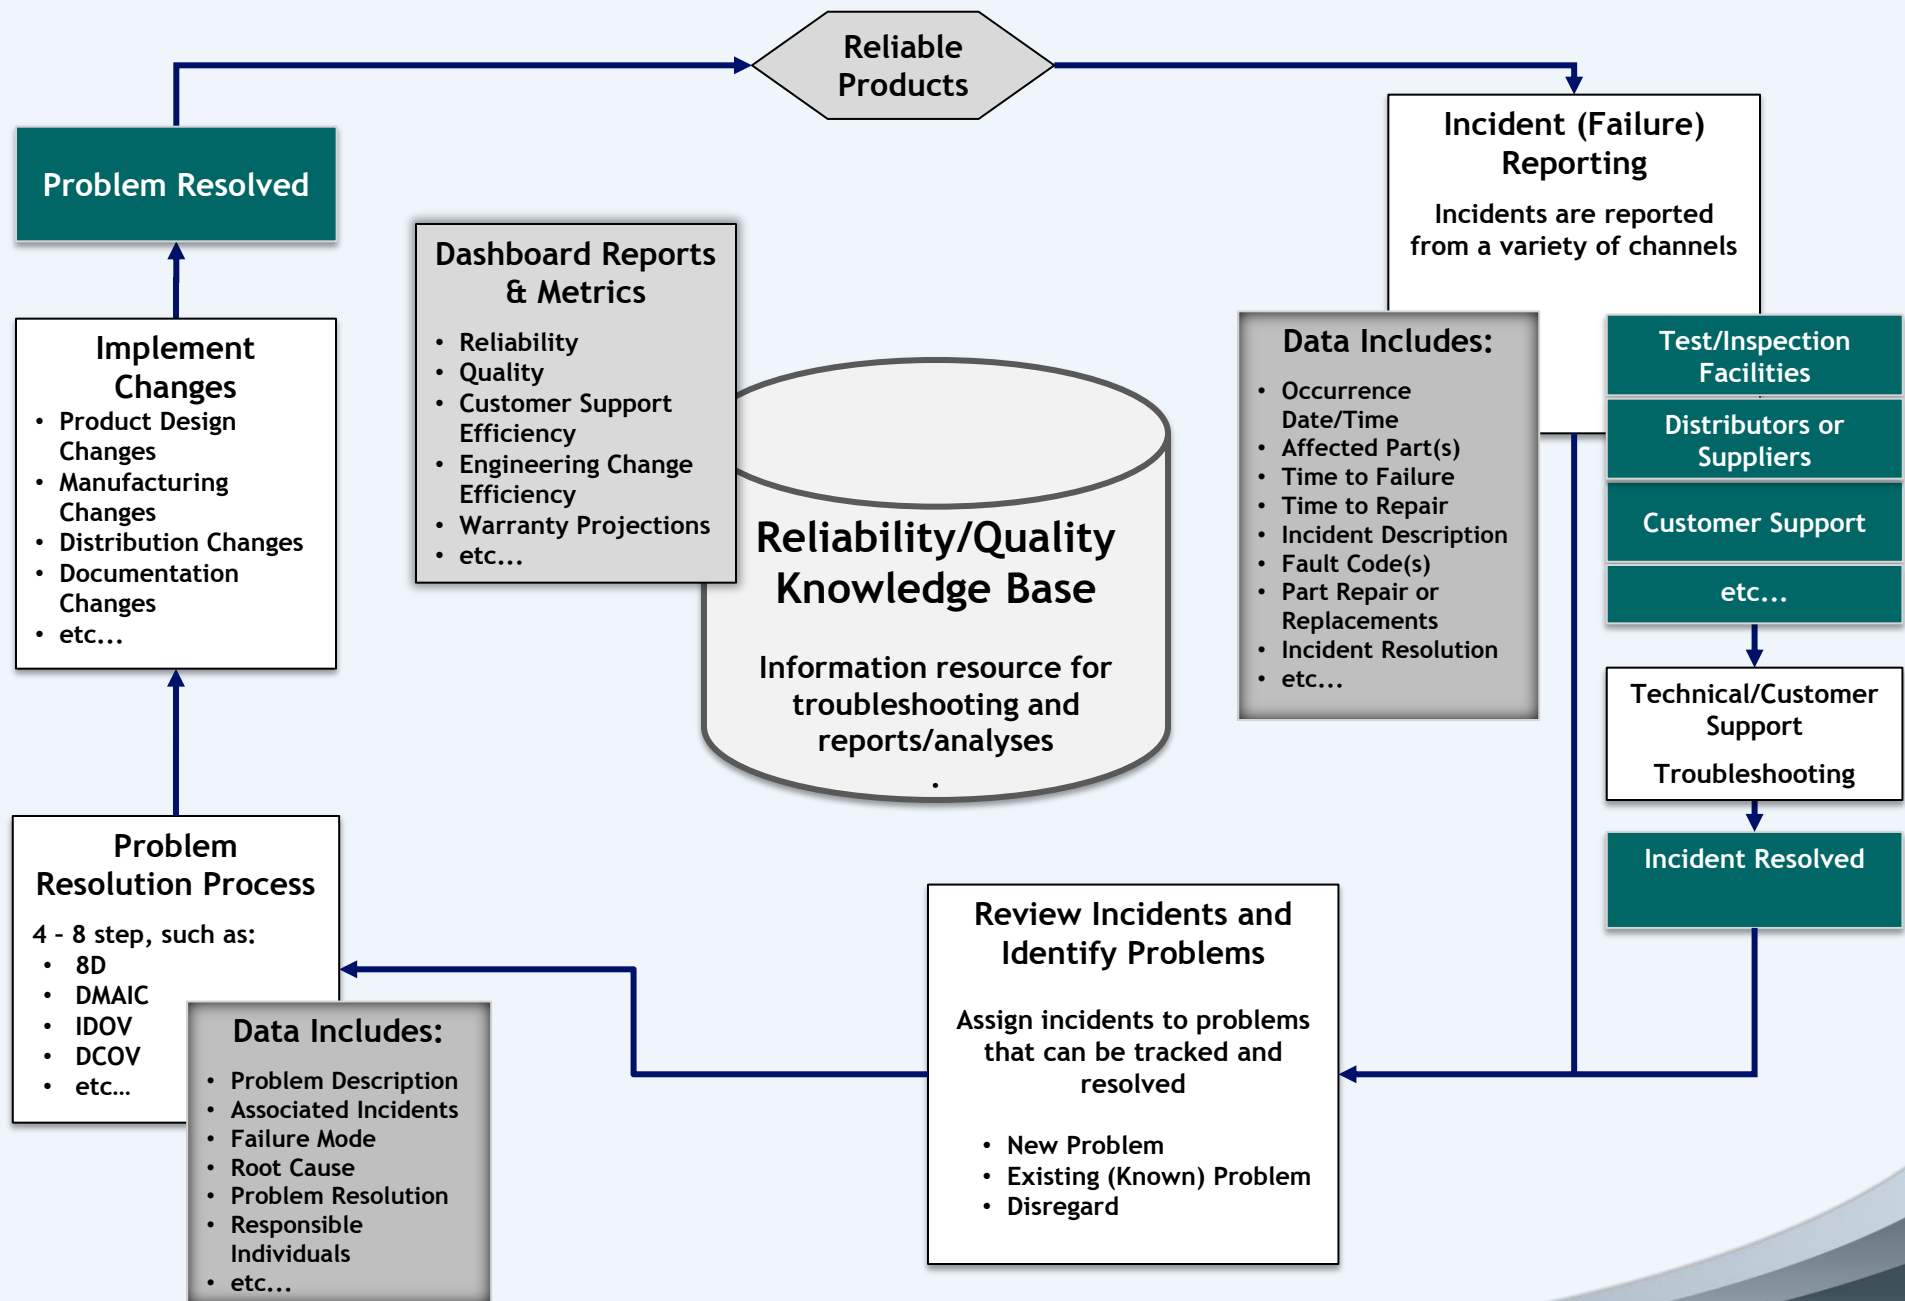 Reliable
Products
Incident (Failure)
Reporting
Incidents are reported
from a variety of channels
Data Includes:
• Occurrence
Date/Time
• Affected Part(s)
• Time to Failure
• Time to Repair
• Incident Description
• Fault Code(s)
• Part Repair or
Replacements
• Incident Resolution
• etc...
Test/Inspection
Facilities
Distributors or
Suppliers
Customer Support
etc...
Technical/Customer
Support
Troubleshooting
Incident Resolved
Review Incidents and
Identify Problems
Assign incidents to problems
that can be tracked and
resolved
• New Problem
• Existing (Known) Problem
• Disregard
Problem
Resolution Process
4 – 8 step, such as:
• 8D
• DMAIC
• IDOV
• DCOV
• etc...
Data Includes:
• Problem Description
• Associated Incidents
• Failure Mode
• Root Cause
• Problem Resolution
• Responsible
Individuals
• etc...
Implement
Changes
• Product Design
Changes
• Manufacturing
Changes
• Distribution Changes
• Documentation
Changes
• etc...
Problem Resolved
Dashboard Reports
& Metrics
• Reliability
• Quality
• Customer Support
Efficiency
• Engineering Change
Efficiency
• Warranty Projections
• etc...
Reliability/Quality
Knowledge Base
Information resource for
troubleshooting and
reports/analyses
.